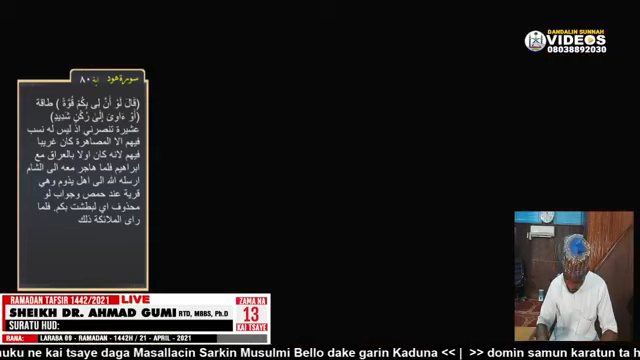 DANDALIN SUNNAH
VIDEOS
08038892030
سورة هود آية ٨٠
(قَالَ لَوْ أَنَّ لِى بِكُمْ قُوَّةً ) طاقة
(أَوْ ءَاوِىٓ إِلَىٰ رُكْنٍ شَدِيدٍ)
عشيرة تنصرني اذ ليس له نسب
فيهم الا المصاهرة كان غريبا
فيهم لانه كان اولا بالعراق مع
ابراهيم فلما هاجر معه الى الشام
ارسله الله الى اهل يذوم وهي
قرية عند حمص وجواب لو
محذوف اي لبطشت بكم. فلما
راى الملائكة ذلك
RAMADAN TAFSIR 1442/2021 LIVE
SHEIKH DR. AHMAD GUMI RTD, MBBS, Ph.D
SURATU HUD:
ZAMA NA
13
KAI TSAYE
RANA: LARABA 09 - RAMADAN - 1442H / 21 - APRIL - 2021
nuku ne kai tsaye daga Masallacin Sarkin Musulmi Bello dake garin Kaduna << | >> domin samun karatun ta h